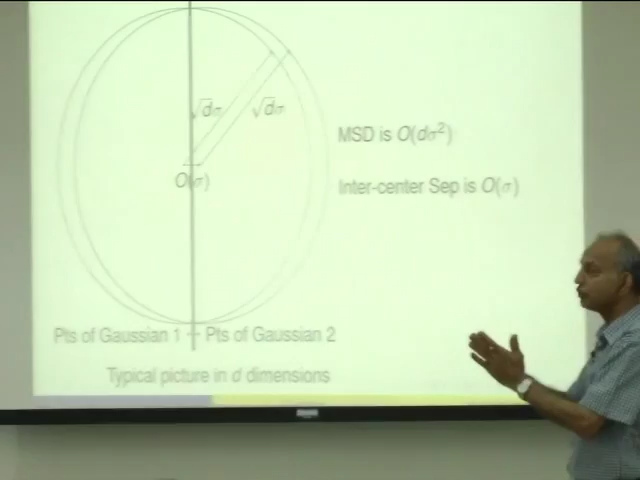 √dσ √dσ
MSD is O(dσ²)
O(σ)
Inter-center Sep is O(σ)
Pts of Gaussian 1 Pts of Gaussian 2
Typical picture in d dimensions